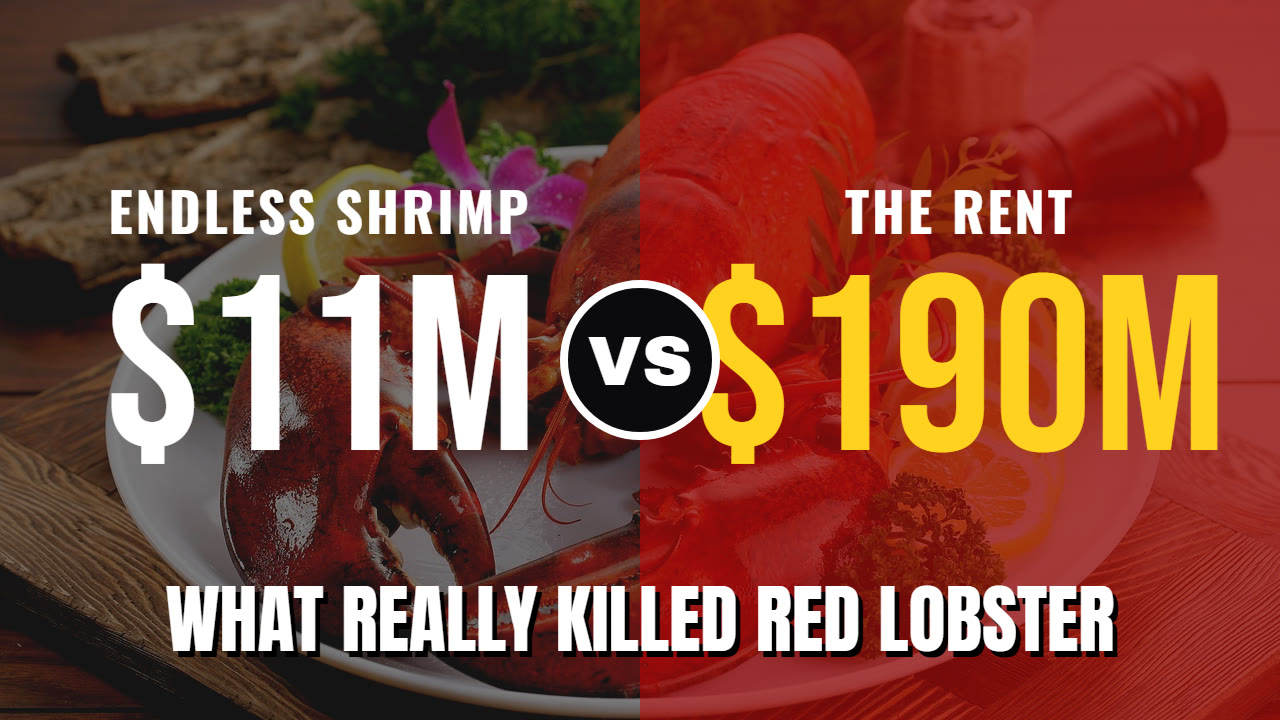 ENDLESS SHRIMP
$11M
VS
THE RENT
$190M
WHAT REALLY KILLED RED LOBSTER